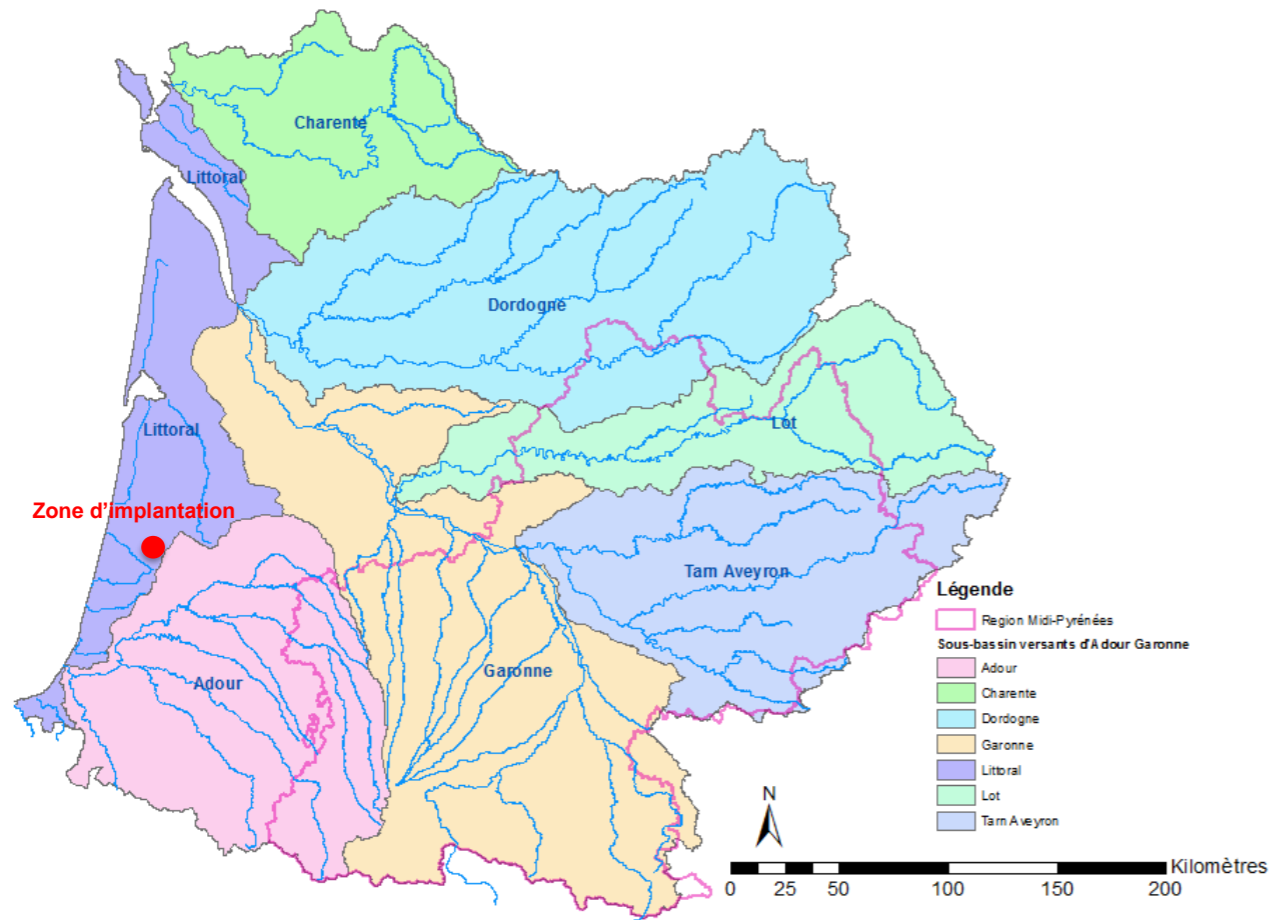 Charente
Littoral
Dordogne
Littoral
Lot
Zone d'implantation
Tarn Aveyron
Garonne
Adour
Légende
Region Midi-Pyrénées
Sous-bassin versants d'Adour Garonne
Adour
Charente
Dordogne
Garonne
Littoral
Lot
Tarn Aveyron
N
Kilomètres
0 25 50 100 150 200